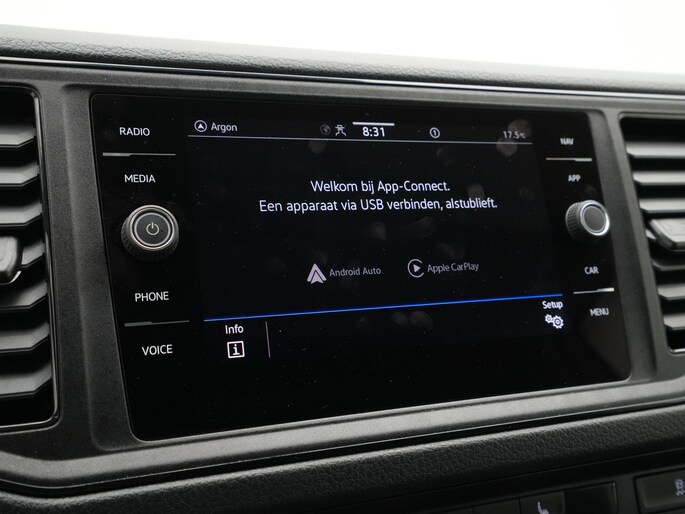 RADIO
MEDIA
PHONE
VOICE
Argon
8:31
17.5°C
Welkom bij App-Connect.
Een apparaat via USB verbinden, alstublieft.
Android Auto
Apple CarPlay
Info
Setup
NAV
APP
CAR
MENU